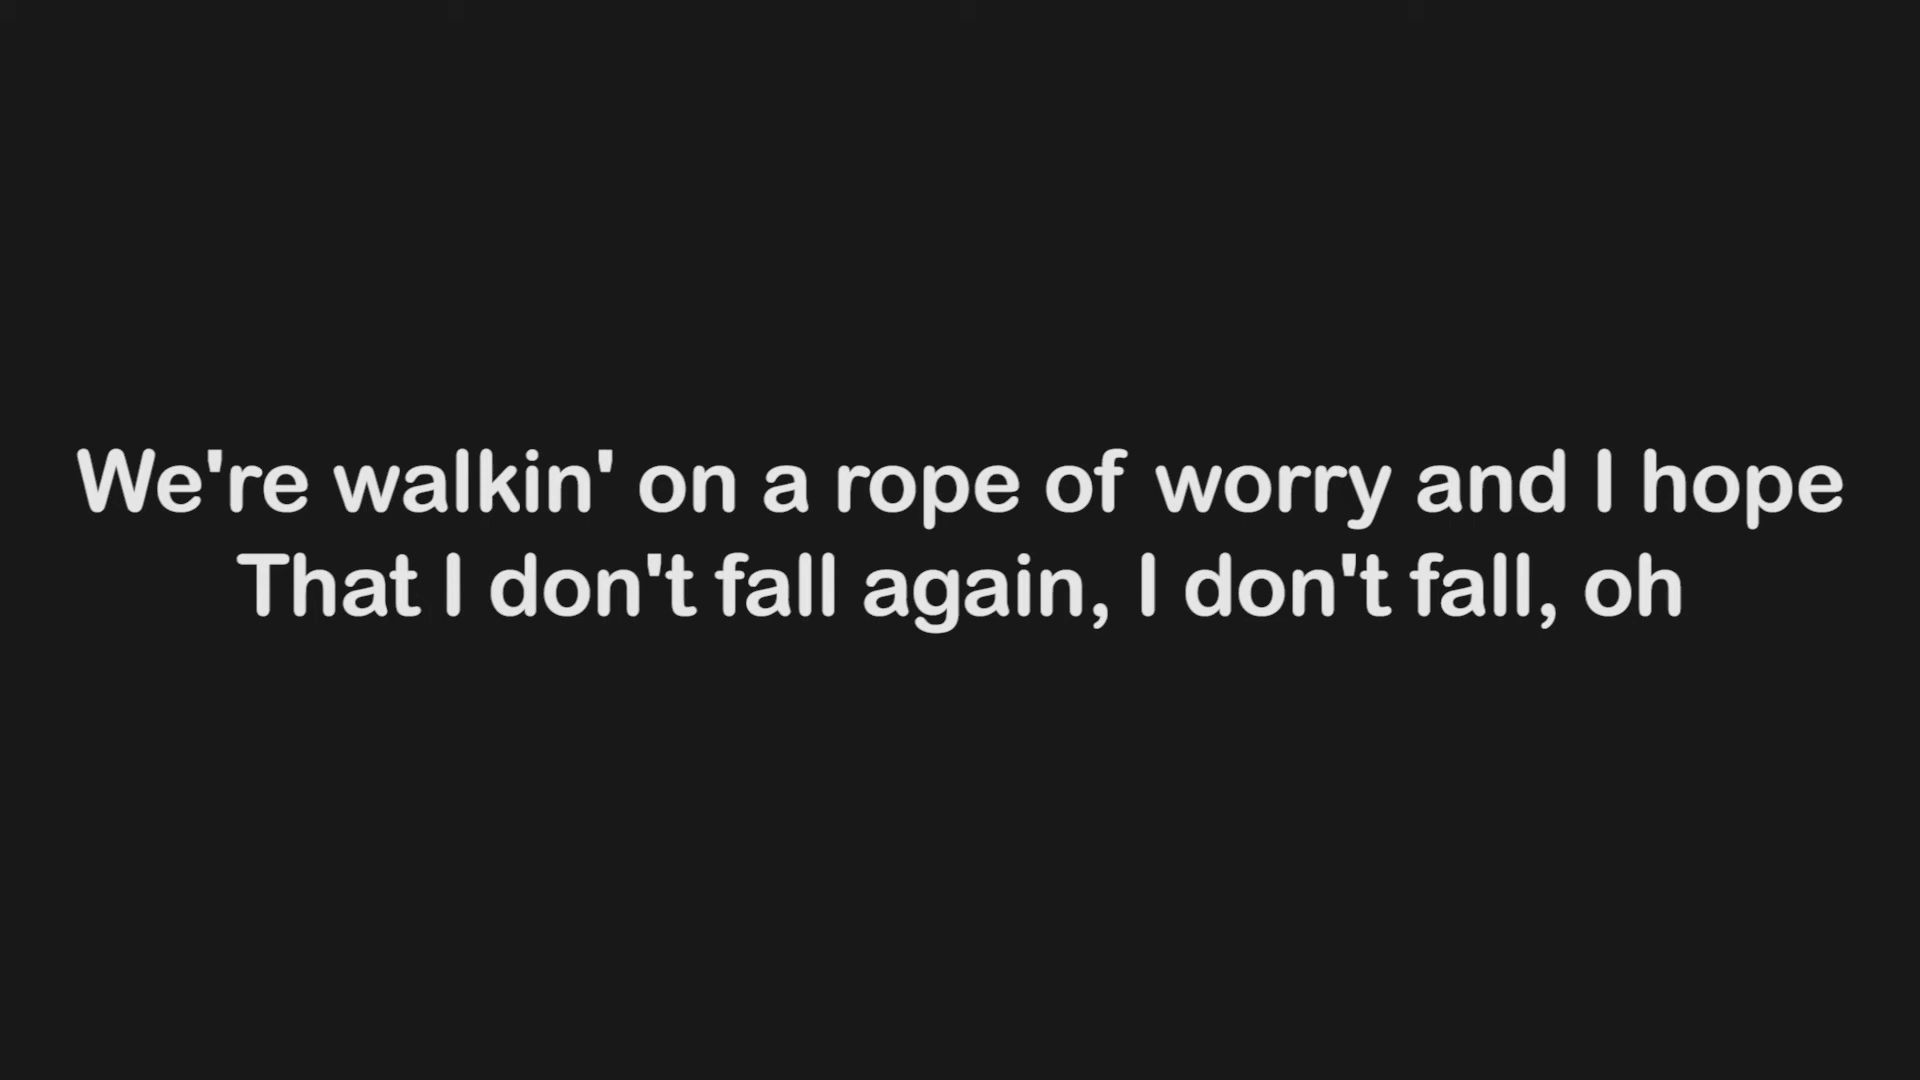 We're walkin' on a rope of worry and I hope
That I don't fall again, I don't fall, oh